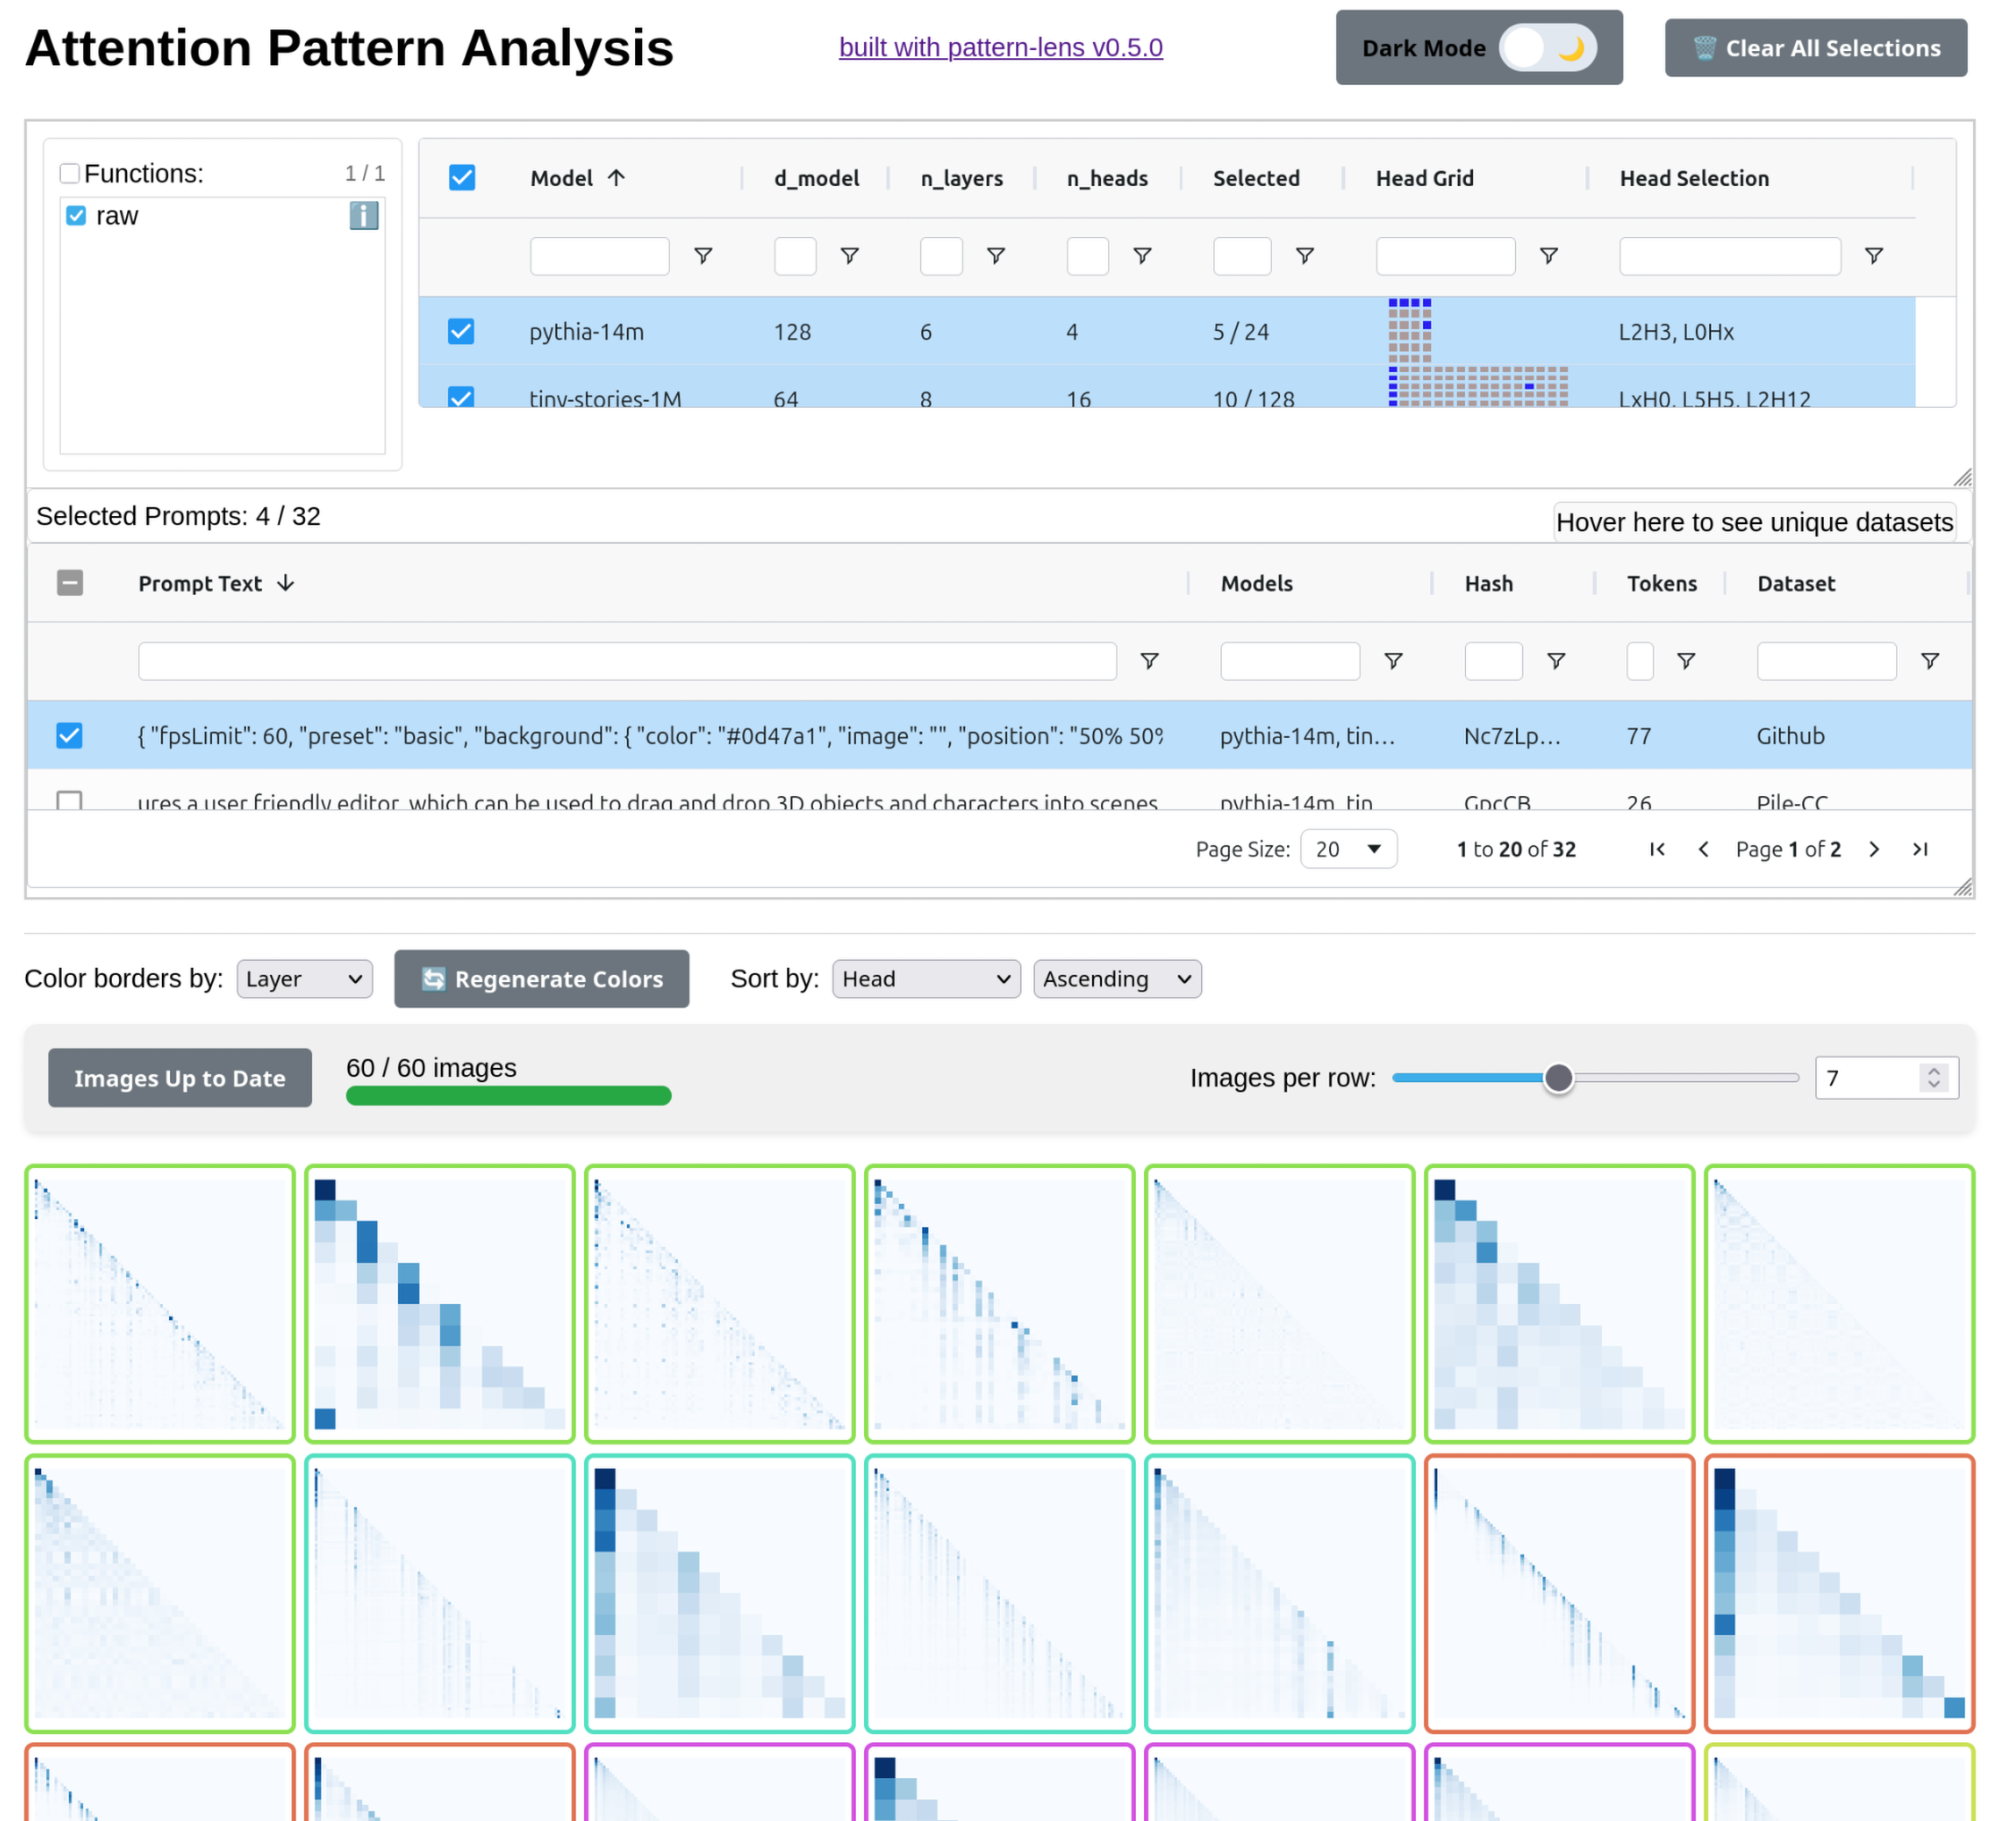 Attention Pattern Analysis
built with pattern-lens v0.5.0
Dark Mode
Clear All Selections
Functions: 1 / 1
raw
Model d_model n_layers n_heads Selected Head Grid Head Selection
pythia-14m 128 6 4 5 / 24 L2H3, L0Hx
tiny-stories-1M 64 8 16 10 / 128 LxH0, L5H5, L2H12
Selected Prompts: 4 / 32
Hover here to see unique datasets
Prompt Text Models Hash Tokens Dataset
{ "fpsLimit": 60, "preset": "basic", "background": { "color": "#0d47a1", "image": "", "position": "50% 50% pythia-14m, tin... Nc7zLp... 77 Github
ures a user friendly editor, which can be used to drag and drop 3D objects and characters into scenes pythia-14m, tin GpcCB 26 Pile-CC
Page Size: 20 1 to 20 of 32 Page 1 of 2
Color borders by: Layer Regenerate Colors Sort by: Head Ascending
Images Up to Date 60 / 60 images Images per row: 7